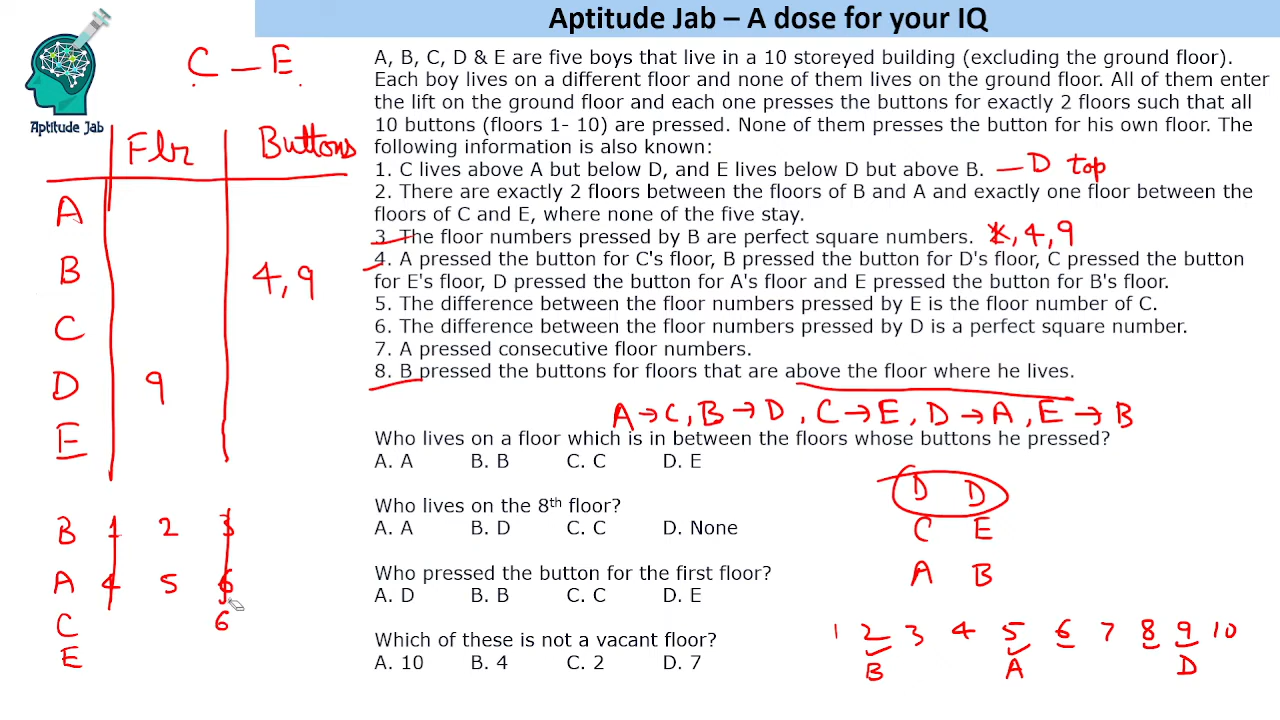 Aptitude Jab – A dose for your IQ
Aptitude Jab
C – E
A, B, C, D & E are five boys that live in a 10 storeyed building (excluding the ground floor).
Each boy lives on a different floor and none of them lives on the ground floor. All of them enter
the lift on the ground floor and each one presses the buttons for exactly 2 floors such that all
10 buttons (floors 1- 10) are pressed. None of them presses the button for his own floor. The
following information is also known:
1. C lives above A but below D, and E lives below D but above B. — D top
2. There are exactly 2 floors between the floors of B and A and exactly one floor between the
floors of C and E, where none of the five stay.
3. The floor numbers pressed by B are perfect square numbers. 1, 4, 9
4. A pressed the button for C's floor, B pressed the button for D's floor, C pressed the button
for E's floor, D pressed the button for A's floor and E pressed the button for B's floor.
5. The difference between the floor numbers pressed by E is the floor number of C.
6. The difference between the floor numbers pressed by D is a perfect square number.
7. A pressed consecutive floor numbers.
8. B pressed the buttons for floors that are above the floor where he lives.
A → C, B → D, C → E, D → A, E → B
Flr Buttons
A
B 4, 9
C
D 9
E
B 1 2 3
A 4 5 6
C 6
E
Who lives on a floor which is in between the floors whose buttons he pressed?
A. A B. B C. C D. E
Who lives on the 8th floor?
A. A B. D C. C D. None
Who pressed the button for the first floor?
A. D B. B C. C D. E
Which of these is not a vacant floor?
A. 10 B. 4 C. 2 D. 7
D D
C E
A B
1 2 3 4 5 6 7 8 9 10
B A D